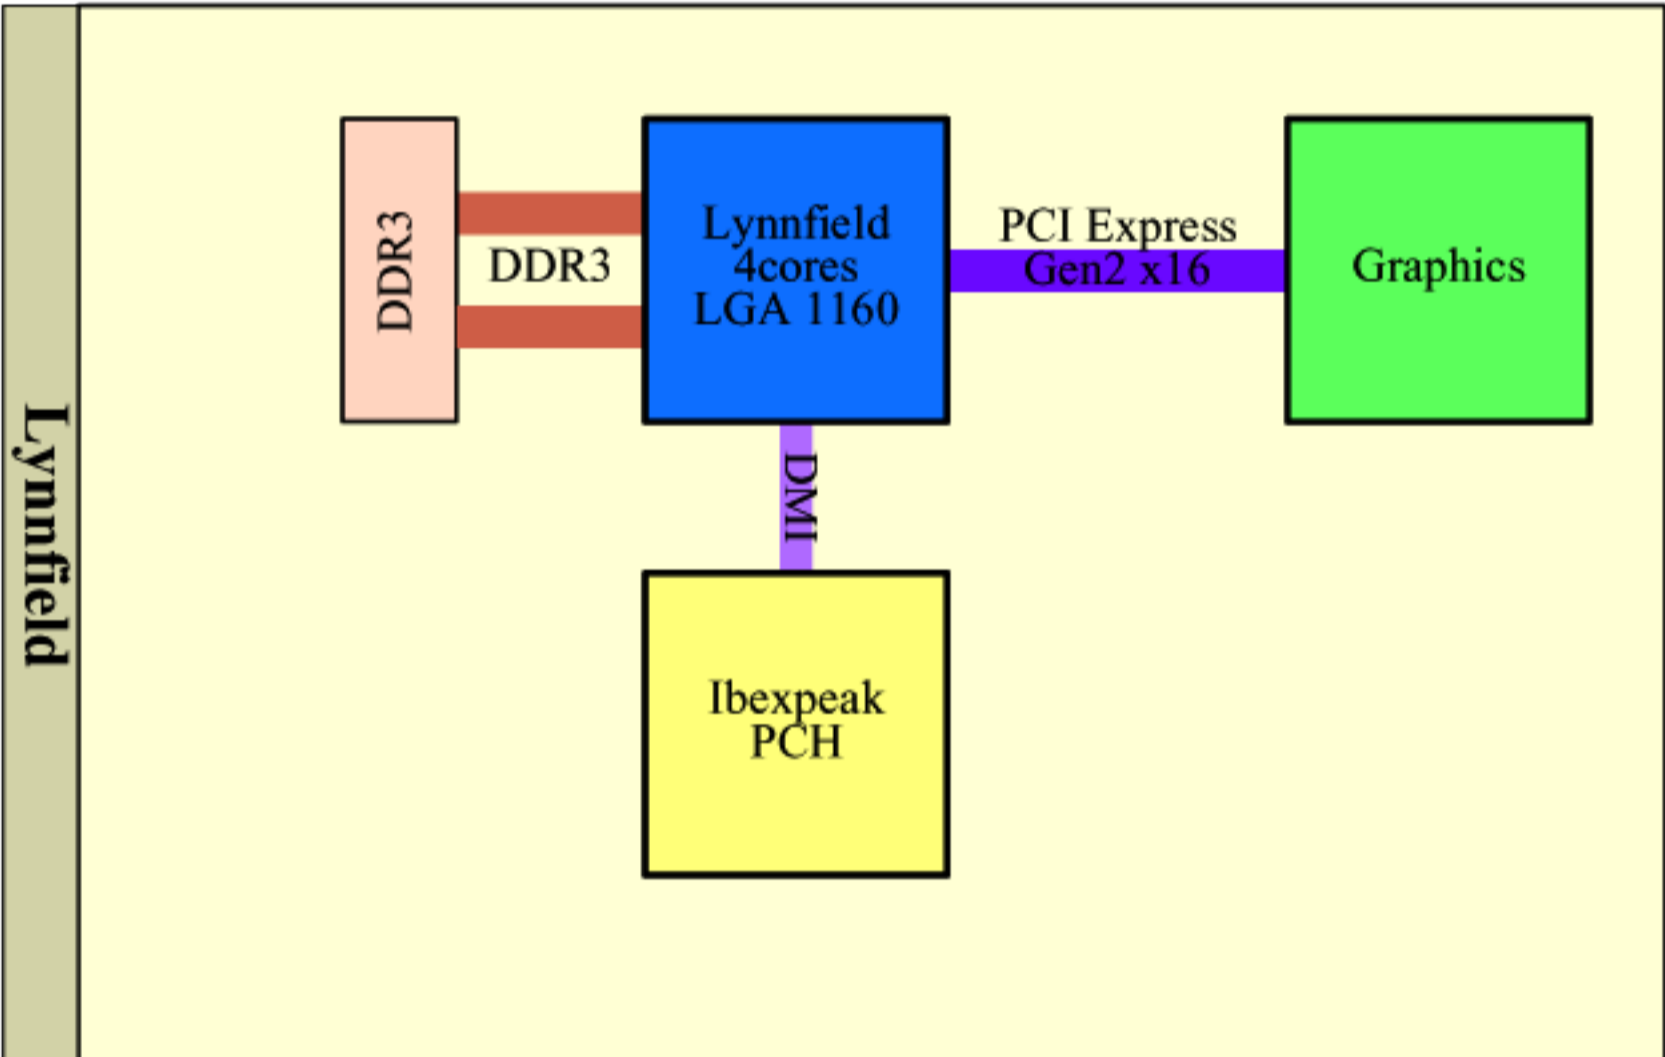 Lynnfield
DDR3
DDR3
Lynnfield
4cores
LGA 1160
PCI Express
Gen2 x16
Graphics
DMI
Ibexpeak
PCH